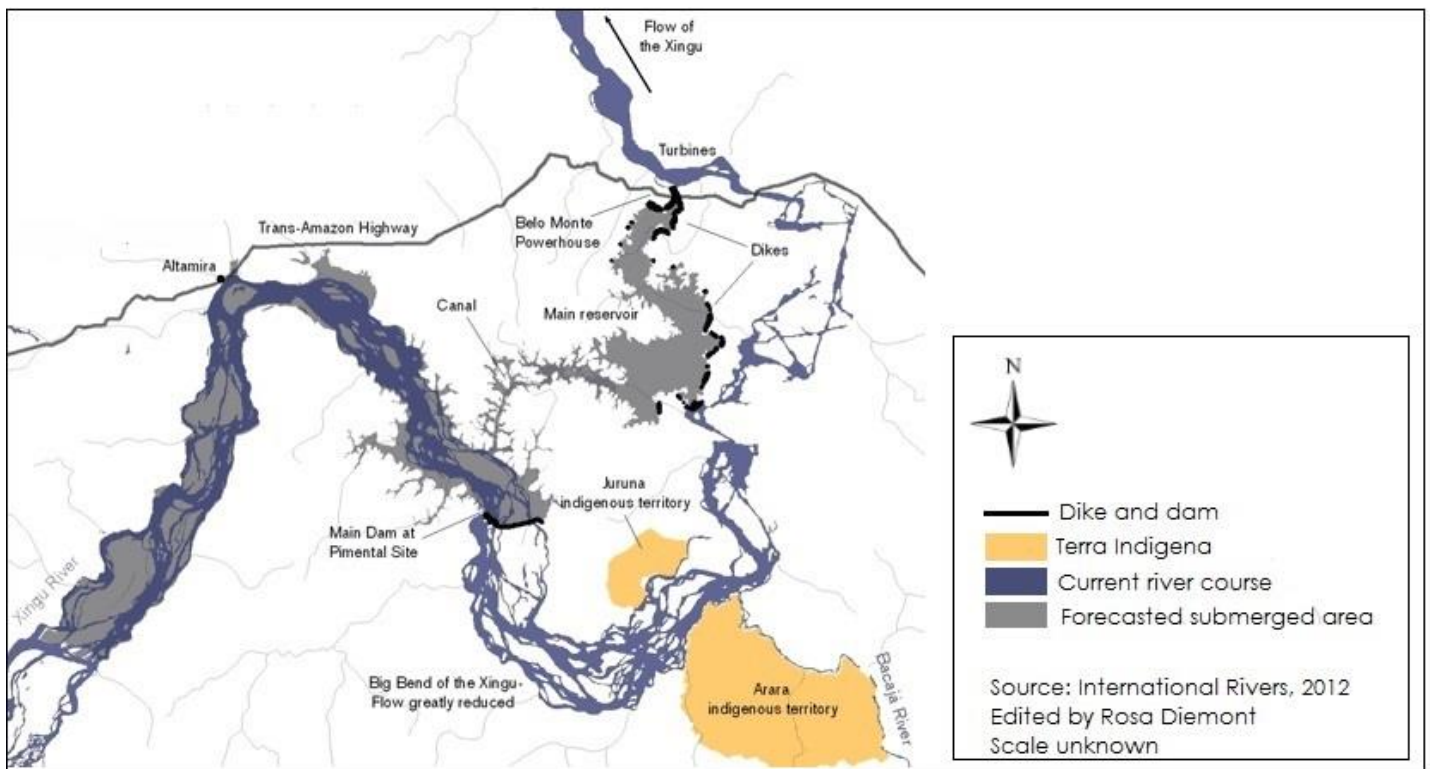 Flow of
the Xingu
Turbines
Belo Monte
Powerhouse
Trans-Amazon Highway
Dikes
Altamira
Canal
Main reservoir
N
Juruna
indigenous territory
Main Dam at
Pimental Site
Xingu River
Big Bend of the Xingu-
Flow greatly reduced
Arara
indigenous territory
Bacajá River
Dike and dam
Terra Indigena
Current river course
Forecasted submerged area
Source: International Rivers, 2012
Edited by Rosa Diemont
Scale unknown